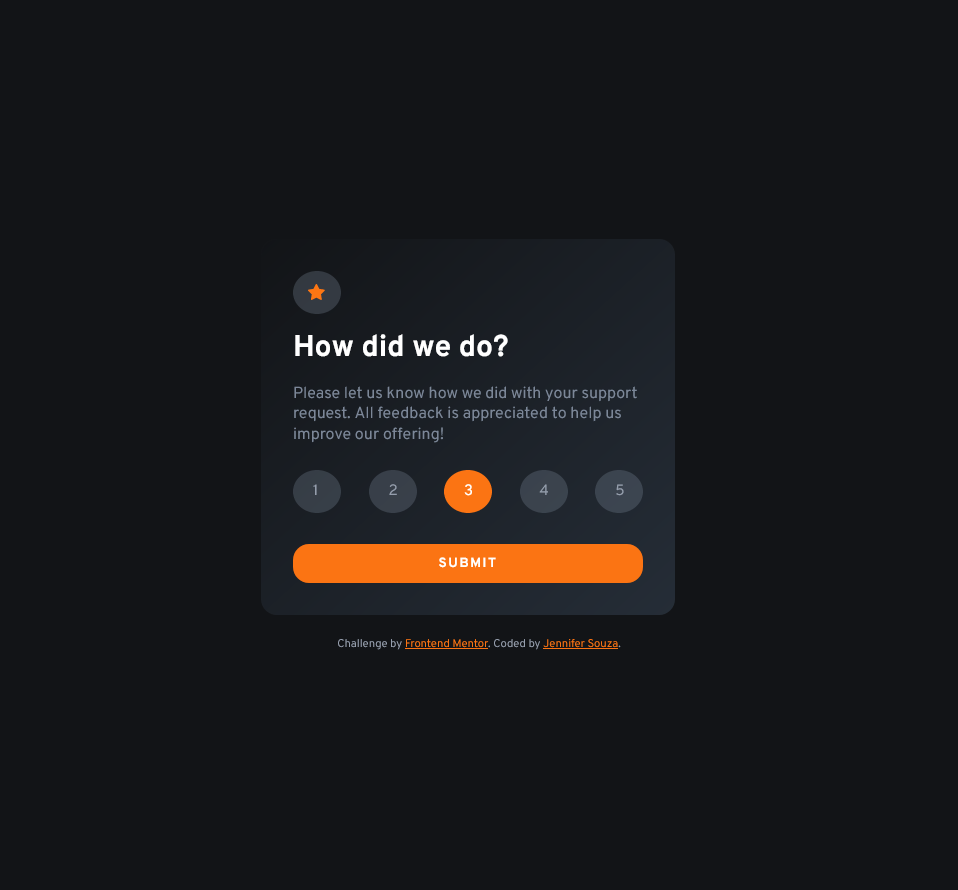 How did we do?
Please let us know how we did with your support
request. All feedback is appreciated to help us
improve our offering!
1 2 3 4 5
SUBMIT
Challenge by Frontend Mentor. Coded by Jennifer Souza.